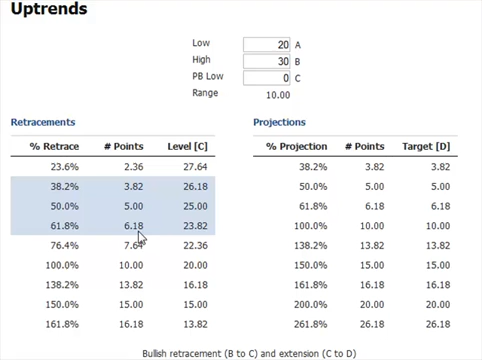 Uptrends
Low 20 A
High 30 B
PB Low 0 C
Range 10.00
Retracements Projections
% Retrace # Points Level [C] % Projection # Points Target [D]
23.6% 2.36 27.64 38.2% 3.82 3.82
38.2% 3.82 26.18 50.0% 5.00 5.00
50.0% 5.00 25.00 61.8% 6.18 6.18
61.8% 6.18 23.82 100.0% 10.00 10.00
76.4% 7.64 22.36 138.2% 13.82 13.82
100.0% 10.00 20.00 150.0% 15.00 15.00
138.2% 13.82 16.18 161.8% 16.18 16.18
150.0% 15.00 15.00 200.0% 20.00 20.00
161.8% 16.18 13.82 261.8% 26.18 26.18
Bullish retracement (B to C) and extension (C to D)